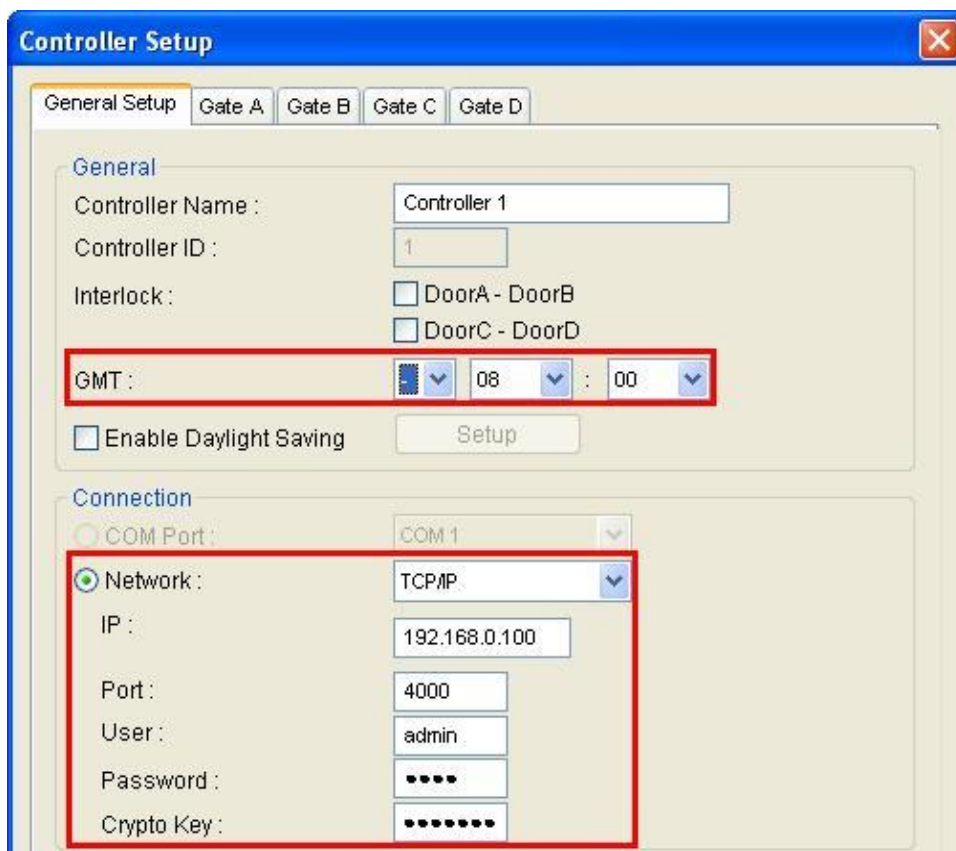 Controller Setup
General Setup Gate A Gate B Gate C Gate D
General
Controller Name : Controller 1
Controller ID : 1
Interlock : DoorA - DoorB
DoorC - DoorD
GMT : - 08 : 00
Enable Daylight Saving Setup
Connection
COM Port : COM 1
Network : TCP/IP
IP : 192.168.0.100
Port : 4000
User : admin
Password : ••••
Crypto Key : •••••••